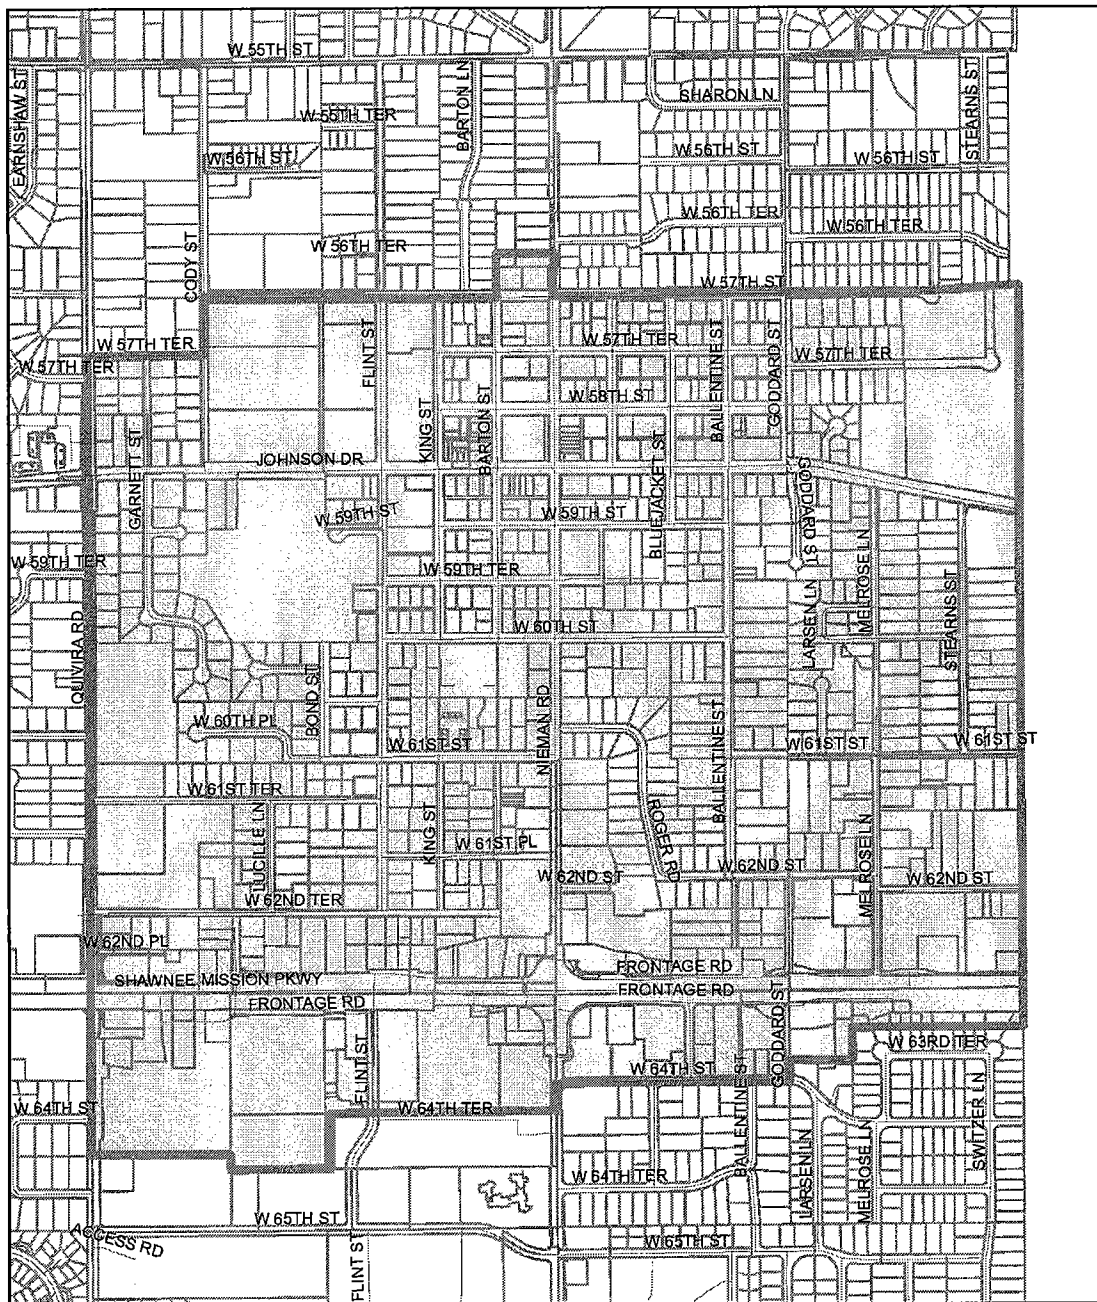 W 55TH ST
EARNSHAW ST
BARTON LN
SHARON LN
STEARNS ST
W 55TH TER
W 56TH ST
W 56TH ST
W 56TH ST
CODY ST
W 56TH TER
W 56TH TER
W 56TH TER
W 57TH ST
W 57TH TER
W 57TH TER
FLINT ST
W 57TH TER
W 57TH TER
BALLENTINE ST
GODDARD ST
KING ST
BARTON ST
W 58TH ST
GARNETT ST
JOHNSON DR
BLUEJACKET ST
GODDARD ST
W 59TH ST
W 59TH ST
MELROSE LN
W 59TH TER
W 59TH TER
LARSEN LN
STEARNS ST
QUIVIRA RD
W 60TH ST
BOND ST
NIEMAN RD
W 60TH PL
BALLENTINE ST
W 61ST ST
W 61ST ST
W 61ST ST
W 61ST TER
LUCILLE LN
KING ST
W 61ST PL
ROGER RD
MELROSE LN
W 62ND ST
W 62ND ST
W 62ND ST
W 62ND TER
W 62ND PL
SHAWNEE MISSION PKWY
FRONTAGE RD
FRONTAGE RD
FRONTAGE RD
GODDARD ST
FLINT ST
W 63RD TER
W 64TH ST
W 64TH ST
W 64TH TER
BALLENTINE ST
LARSEN LN
MELROSE LN
SWITZER LN
W 64TH TER
W 65TH ST
ACCESS RD
FLINT ST
W 65TH ST